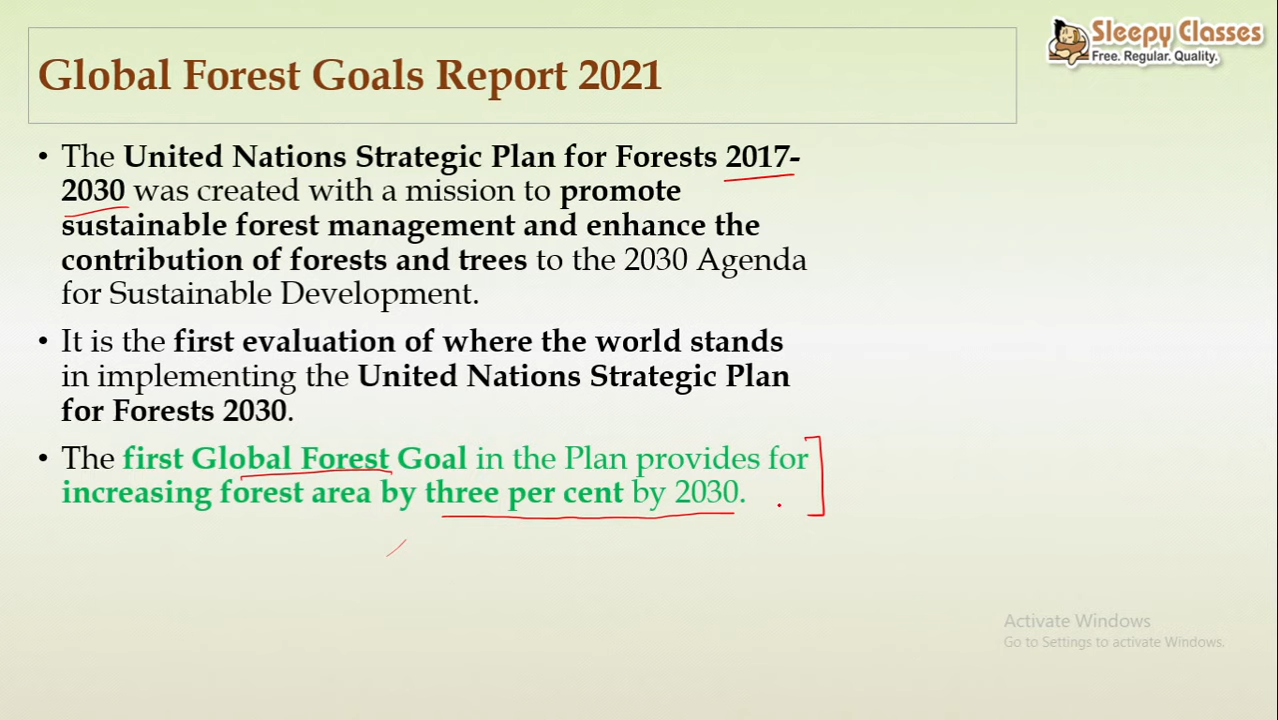 Sleepy Classes
Free. Regular. Quality.
Global Forest Goals Report 2021
• The United Nations Strategic Plan for Forests 2017-
2030 was created with a mission to promote
sustainable forest management and enhance the
contribution of forests and trees to the 2030 Agenda
for Sustainable Development.
• It is the first evaluation of where the world stands
in implementing the United Nations Strategic Plan
for Forests 2030.
• The first Global Forest Goal in the Plan provides for
increasing forest area by three per cent by 2030.
Activate Windows
Go to Settings to activate Windows.